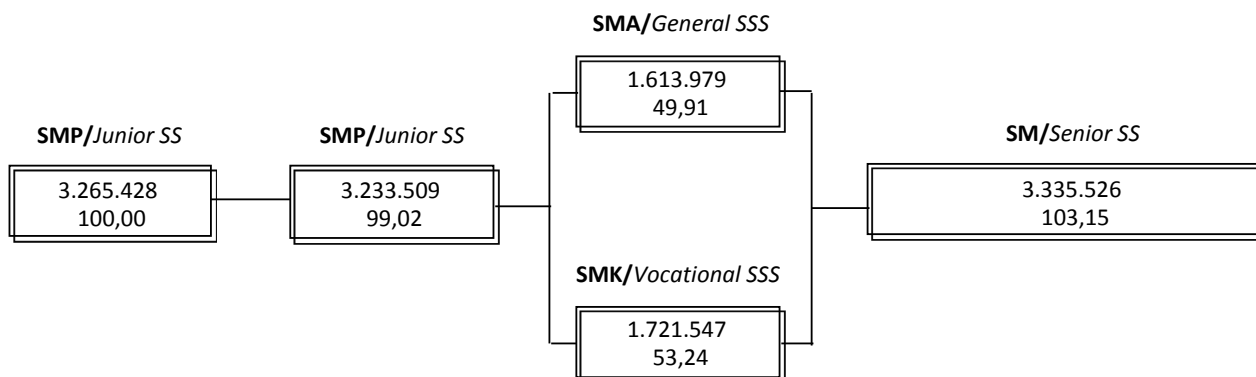 SMP/Junior SS
3.265.428
100,00
SMP/Junior SS
3.233.509
99,02
SMA/General SSS
1.613.979
49,91
SMK/Vocational SSS
1.721.547
53,24
SM/Senior SS
3.335.526
103,15